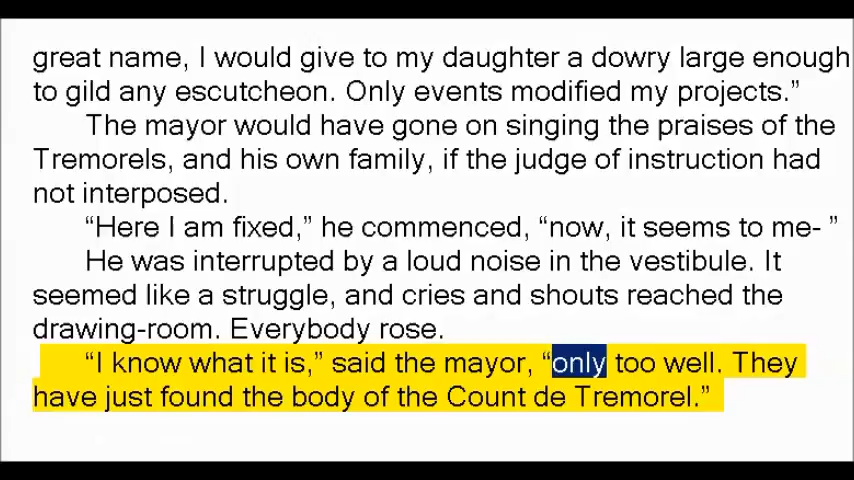 great name, I would give to my daughter a dowry large enough
to gild any escutcheon. Only events modified my projects.”
The mayor would have gone on singing the praises of the
Tremorels, and his own family, if the judge of instruction had
not interposed.
“Here I am fixed,” he commenced, “now, it seems to me- ”
He was interrupted by a loud noise in the vestibule. It
seemed like a struggle, and cries and shouts reached the
drawing-room. Everybody rose.
“I know what it is,” said the mayor, “only too well. They
have just found the body of the Count de Tremorel.”